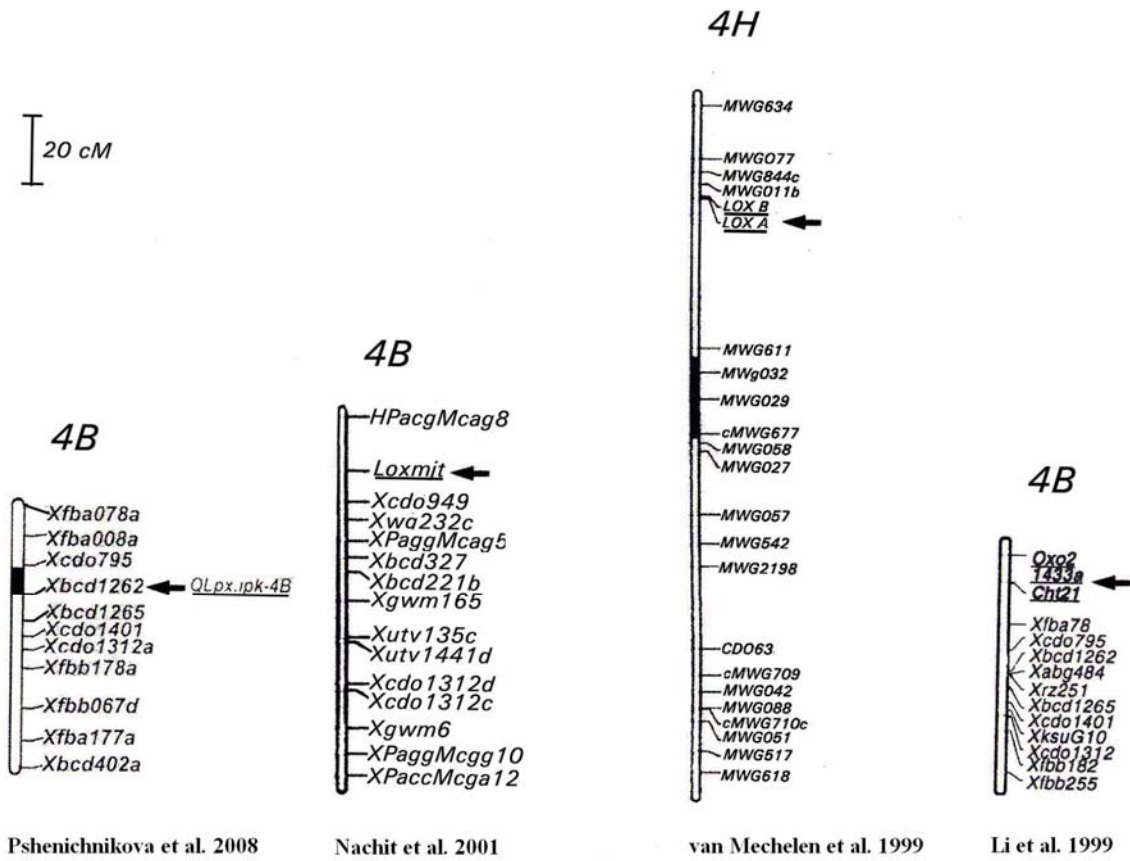 4H
20 cM
MWG634
MWGO77
MWG844c
MWG011b
LOX B
LOX A
MWG611
MWg032
MWG029
cMWG677
MWG058
MWG027
MWG057
MWG542
MWG2198
CDO63
cMWG709
MWG042
MWG088
cMWG710c
MWG051
MWG517
MWG618
4B
Xfba078a
Xfba008a
Xcdo795
Xbcd1262
QLpx.ipk-4B
Xbcd1265
Xcdo1401
Xcdo1312a
Xfbb178a
Xfbb067d
Xfba177a
Xbcd402a
4B
HPacgMcag8
Loxmjt
Xcdo949
Xwg232c
XPaggMcag5
Xbcd327
Xbcd221b
Xgwm165
Xutv135c
Xutv1441d
Xcdo1312d
Xcdo1312c
Xgwm6
XPaggMcgg10
XPaccMcga12
4B
Oxo2
1433a
Cht21
Xfba78
Xcdo795
Xbcd1262
Xabg484
Xrz251
Xbcd1265
Xcdo1401
XksuG10
Xcdo1312
Xfbb182
Xfbb255
Pshenichnikova et al. 2008
Nachit et al. 2001
van Mechelen et al. 1999
Li et al. 1999